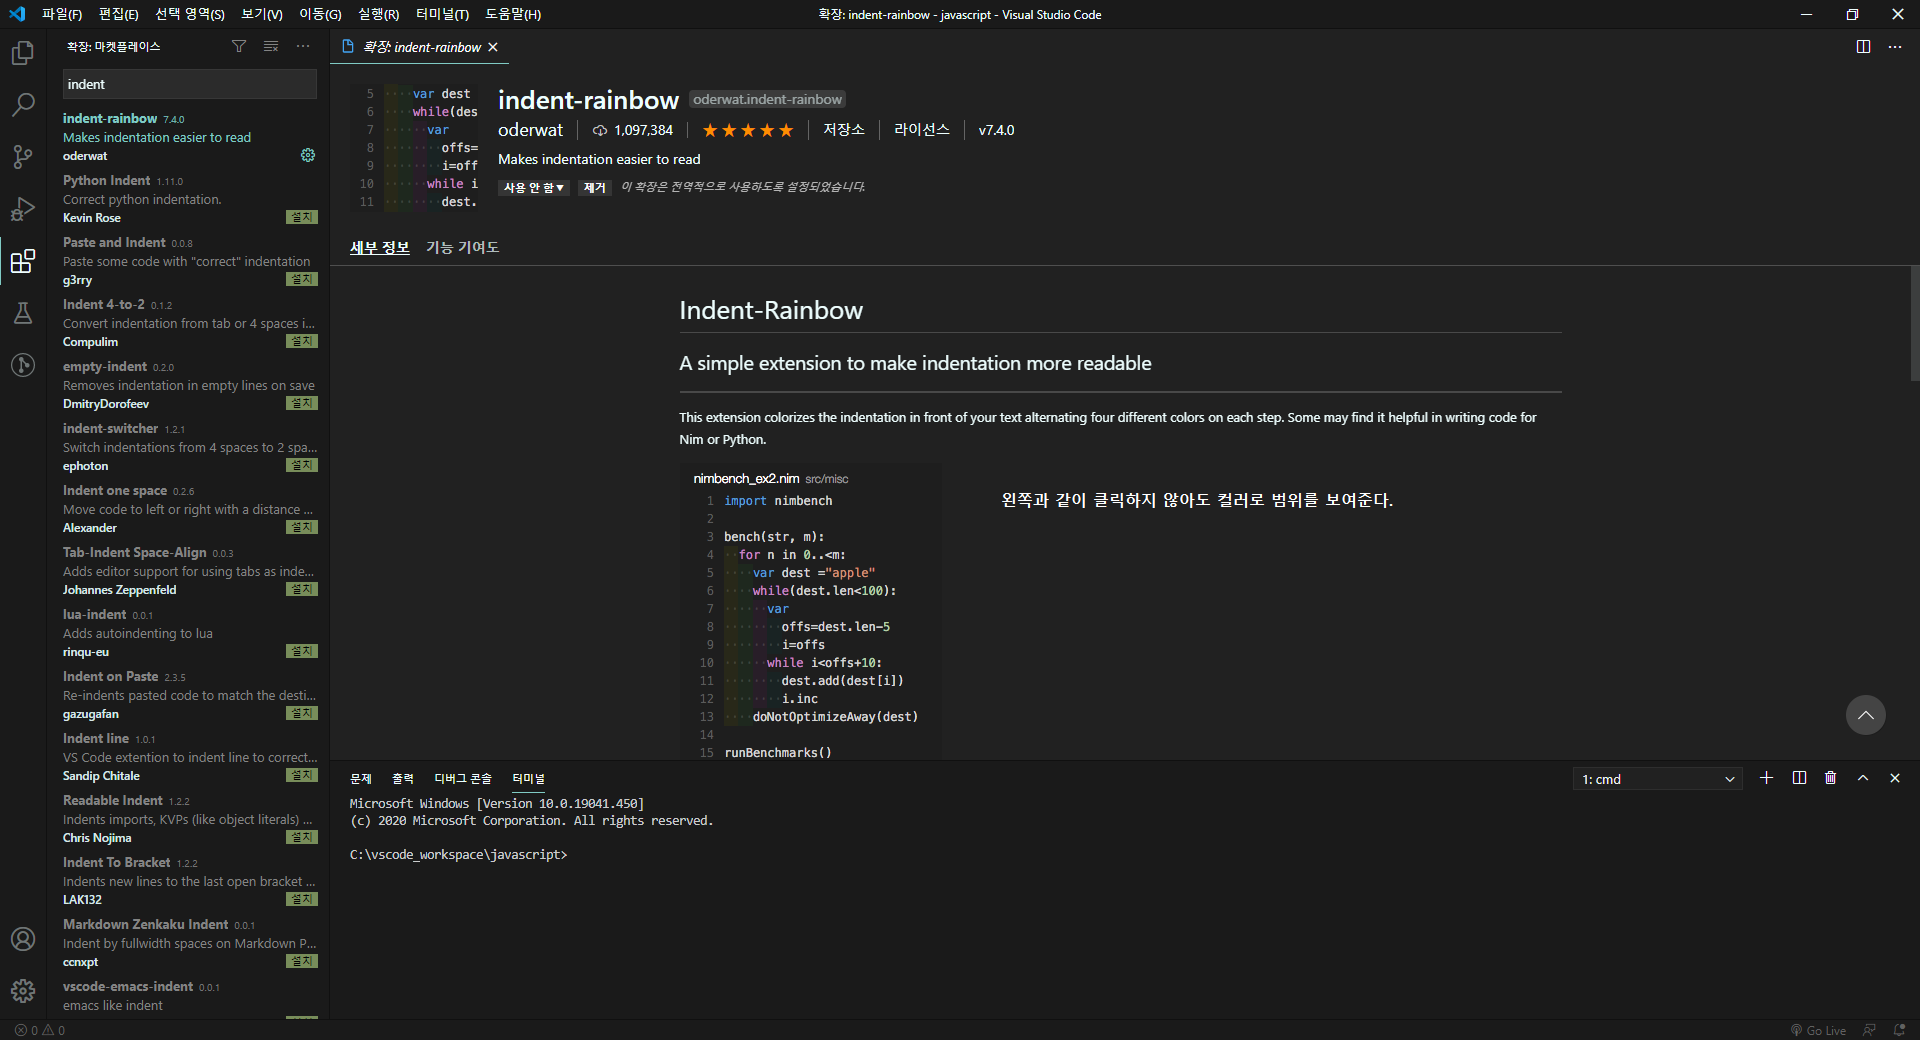 파일(F) 편집(E) 선택 영역(S) 보기(V) 이동(G) 실행(R) 터미널(T) 도움말(H)
확장: indent-rainbow - javascript - Visual Studio Code
확장: 마켓플레이스
indent
indent-rainbow 7.4.0
Makes indentation easier to read
oderwat
Python Indent 1.11.0
Correct python indentation.
Kevin Rose 설치
Paste and Indent 0.0.8
Paste some code with "correct" indentation
g3rry 설치
Indent 4-to-2 0.1.2
Convert indentation from tab or 4 spaces i...
Compulim 설치
empty-indent 0.2.0
Removes indentation in empty lines on save
DmitryDorofeev 설치
indent-switcher 1.2.1
Switch indentations from 4 spaces to 2 spa...
ephoton 설치
Indent one space 0.2.6
Move code to left or right with a distance ...
Alexander 설치
Tab-Indent Space-Align 0.0.3
Adds editor support for using tabs as inde...
Johannes Zeppenfeld 설치
lua-indent 0.0.1
Adds autoindenting to lua
rinqu-eu 설치
Indent on Paste 2.3.5
Re-indents pasted code to match the desti...
gazugafan 설치
Indent line 1.0.1
VS Code extention to indent line to correct...
Sandip Chitale 설치
Readable Indent 1.2.2
Indents imports, KVPs (like object literals) ...
Chris Nojima 설치
Indent To Bracket 1.2.2
Indents new lines to the last open bracket ...
LAK132 설치
Markdown Zenkaku Indent 0.0.1
Indent by fullwidth spaces on Markdown P...
ccnxpt 설치
vscode-emacs-indent 0.0.1
emacs like indent
확장: indent-rainbow
5 var dest
6 while(des
7 var
8 offs=
9 i=off
10 while i
11 dest.
indent-rainbow oderwat.indent-rainbow
oderwat 1,097,384 저장소 라이선스 v7.4.0
Makes indentation easier to read
사용 안 함▼ 제거 이 확장은 전역적으로 사용하도록 설정되었습니다.
세부 정보 기능 기여도
Indent-Rainbow
A simple extension to make indentation more readable
This extension colorizes the indentation in front of your text alternating four different colors on each step. Some may find it helpful in writing code for
Nim or Python.
nimbench_ex2.nim src/misc
1 import nimbench
2
3 bench(str, m):
4 for n in 0..<m:
5 var dest ="apple"
6 while(dest.len<100):
7 var
8 offs=dest.len-5
9 i=offs
10 while i<offs+10:
11 dest.add(dest[i])
12 i.inc
13 doNotOptimizeAway(dest)
14
15 runBenchmarks()
왼쪽과 같이 클릭하지 않아도 컬러로 범위를 보여준다.
문제 출력 디버그 콘솔 터미널
1: cmd
Microsoft Windows [Version 10.0.19041.450]
(c) 2020 Microsoft Corporation. All rights reserved.
C:\vscode_workspace\javascript>
0 0
Go Live